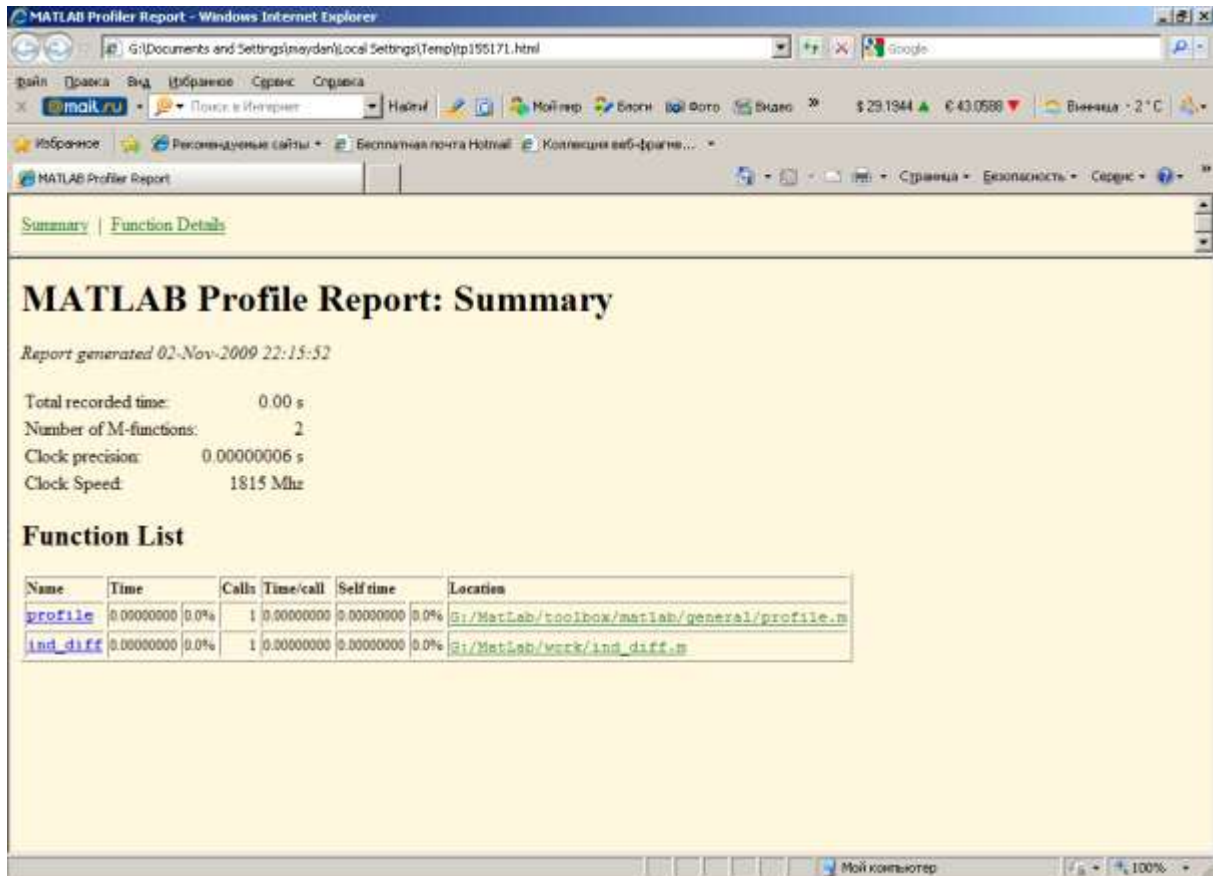 MATLAB Profiler Report - Windows Internet Explorer
G:\Documents and Settings\maydan\Local Settings\Temp\tp155171.html
Google
Файл Правка Вид Избранное Сервис Справка
@mail.ru Поиск в Интернет Найти! Мой мир Блоги Фото Видео » $ 29.1944 € 43.0588 Винница -2°C
Избранное Рекомендуемые сайты Бесплатная почта Hotmail Коллекция веб-фрагме...
MATLAB Profiler Report Страница Безопасность Сервис »
Summary | Function Details
MATLAB Profile Report: Summary
Report generated 02-Nov-2009 22:15:52
Total recorded time: 0.00 s
Number of M-functions: 2
Clock precision: 0.00000006 s
Clock Speed: 1815 Mhz
Function List
Name Time Calls Time/call Self time Location
profile 0.00000000 0.0% 1 0.00000000 0.00000000 0.0% G:/MatLab/toolbox/matlab/general/profile.m
ind_diff 0.00000000 0.0% 1 0.00000000 0.00000000 0.0% G:/MatLab/work/ind_diff.m
Мой компьютер 100%